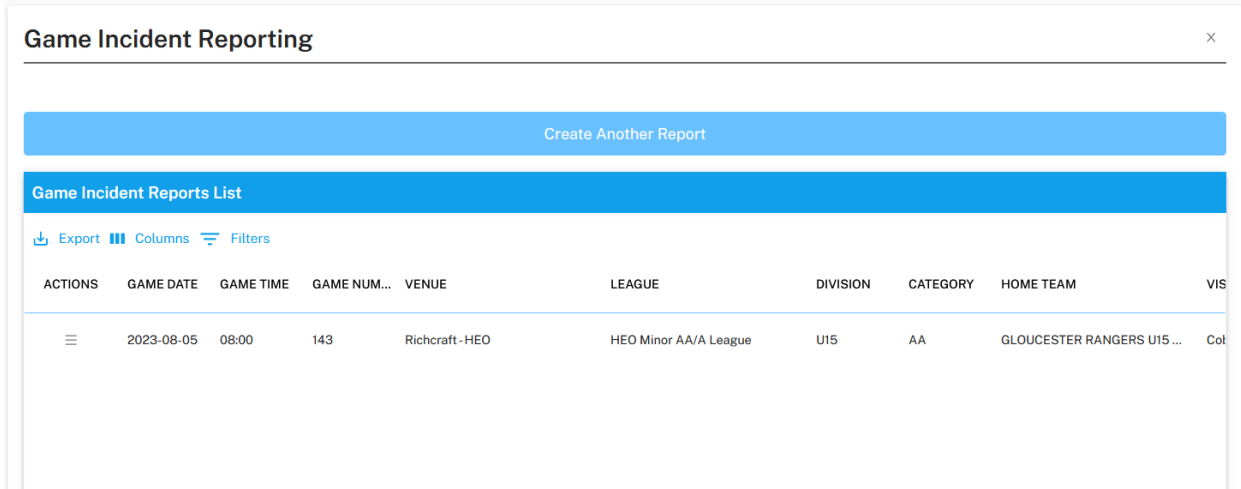 Game Incident Reporting
Create Another Report
Game Incident Reports List
Export Columns Filters
ACTIONS GAME DATE GAME TIME GAME NUM... VENUE LEAGUE DIVISION CATEGORY HOME TEAM VIS
2023-08-05 08:00 143 Richcraft - HEO HEO Minor AA/A League U15 AA GLOUCESTER RANGERS U15 ...